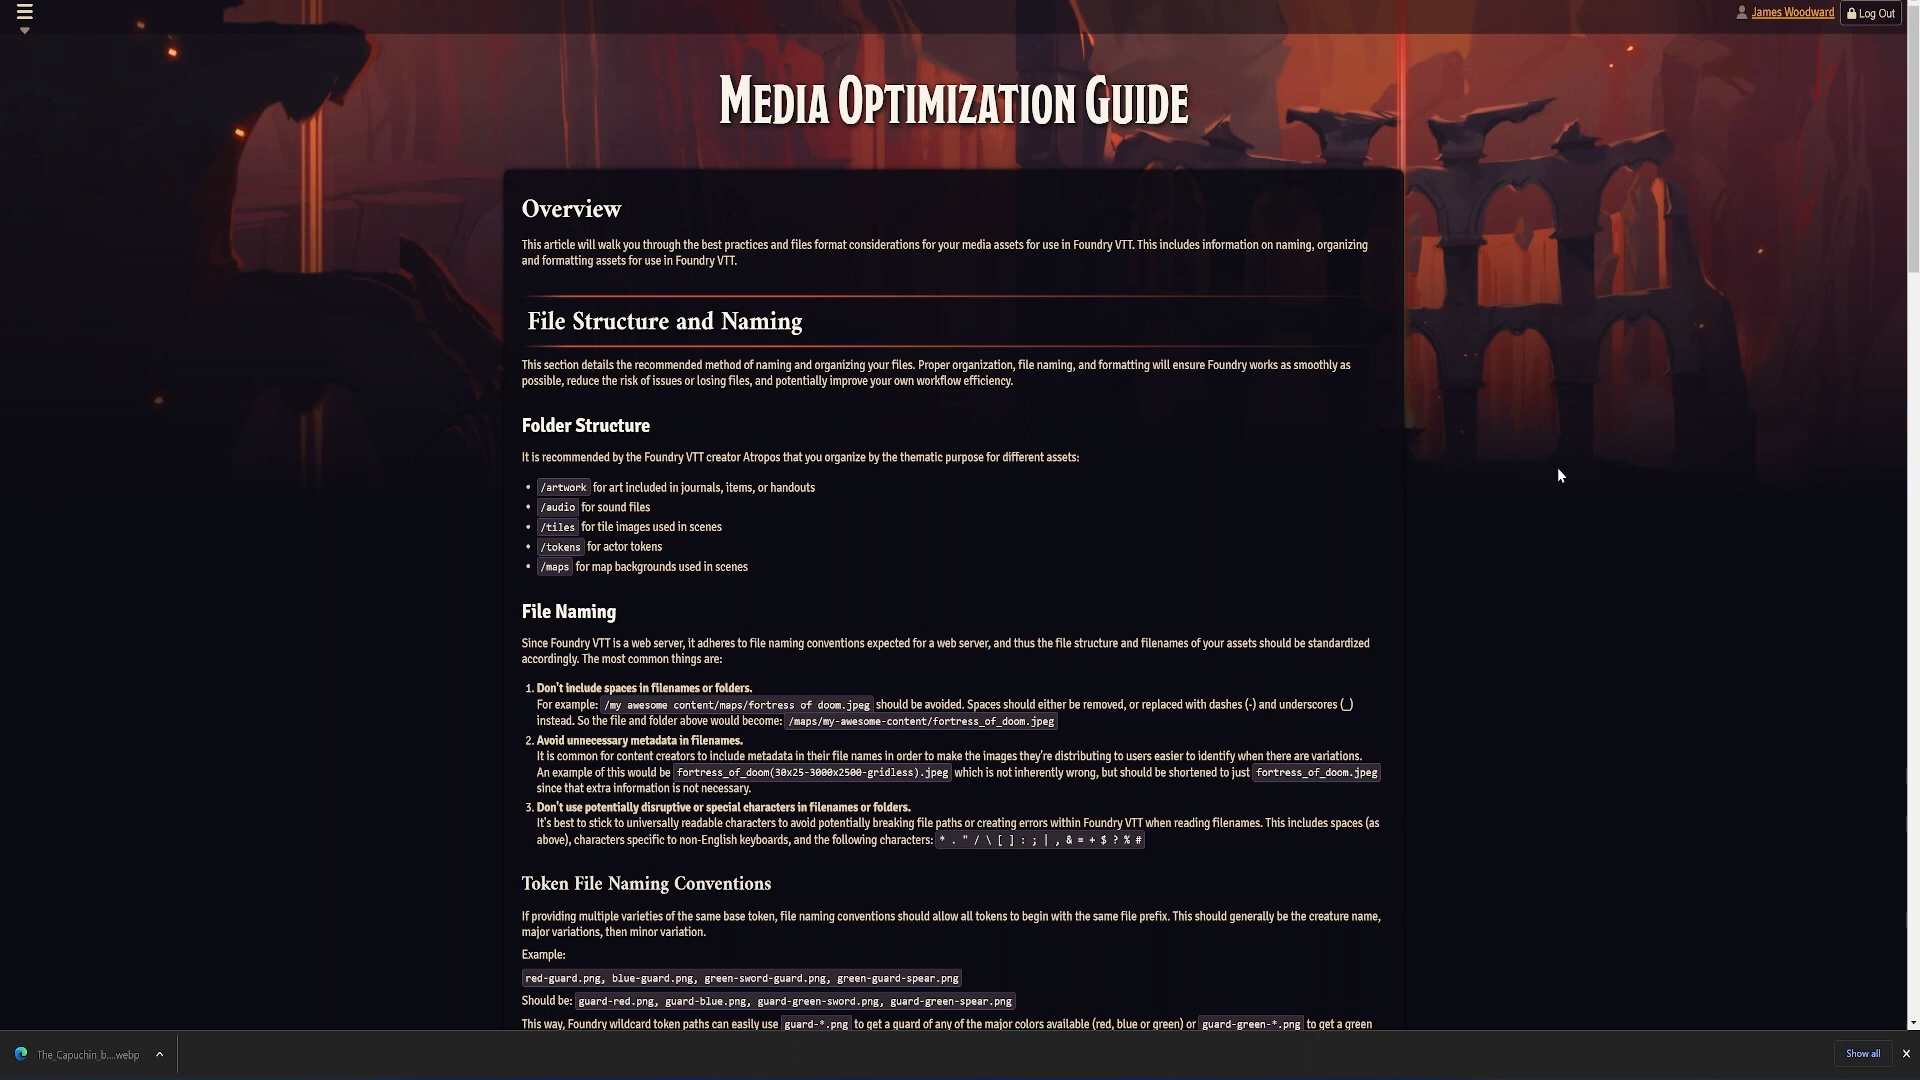 James Woodward
Log Out
MEDIA OPTIMIZATION GUIDE
Overview
This article will walk you through the best practices and files format considerations for your media assets for use in Foundry VTT. This includes information on naming, organizing
and formatting assets for use in Foundry VTT.
File Structure and Naming
This section details the recommended method of naming and organizing your files. Proper organization, file naming, and formatting will ensure Foundry works as smoothly as
possible, reduce the risk of issues or losing files, and potentially improve your own workflow efficiency.
Folder Structure
It is recommended by the Foundry VTT creator Atropos that you organize by the thematic purpose for different assets:
• /artwork for art included in journals, items, or handouts
• /audio for sound files
• /tiles for tile images used in scenes
• /tokens for actor tokens
• /maps for map backgrounds used in scenes
File Naming
Since Foundry VTT is a web server, it adheres to file naming conventions expected for a web server, and thus the file structure and filenames of your assets should be standardized
accordingly. The most common things are:
1. Don't include spaces in filenames or folders.
For example: /my awesome content/maps/fortress of doom.jpeg should be avoided. Spaces should either be removed, or replaced with dashes (-) and underscores (_)
instead. So the file and folder above would become: /maps/my-awesome-content/fortress_of_doom.jpeg
2. Avoid unnecessary metadata in filenames.
It is common for content creators to include metadata in their file names in order to make the images they're distributing to users easier to identify when there are variations.
An example of this would be fortress_of_doom(30x25-3000x2500-gridless).jpeg which is not inherently wrong, but should be shortened to just fortress_of_doom.jpeg
since that extra information is not necessary.
3. Don't use potentially disruptive or special characters in filenames or folders.
It's best to stick to universally readable characters to avoid potentially breaking file paths or creating errors within Foundry VTT when reading filenames. This includes spaces (as
above), characters specific to non-English keyboards, and the following characters: * . " / \ [ ] : ; | , & = + $ ? % #
Token File Naming Conventions
If providing multiple varieties of the same base token, file naming conventions should allow all tokens to begin with the same file prefix. This should generally be the creature name,
major variations, then minor variation.
Example:
red-guard.png, blue-guard.png, green-sword-guard.png, green-guard-spear.png
Should be: guard-red.png, guard-blue.png, guard-green-sword.png, guard-green-spear.png
This way, Foundry wildcard token paths can easily use guard-*.png to get a guard of any of the major colors available (red, blue or green) or guard-green-*.png to get a green
The_Capuchin_b....webp
Show all